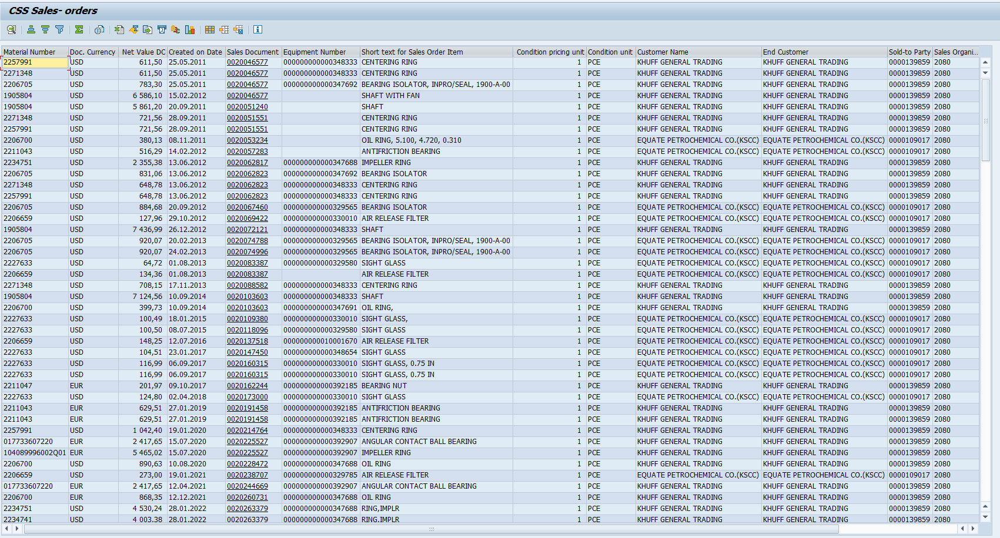 CSS Sales- orders
Material Number Doc. Currency Net Value DC Created on Date Sales Document Equipment Number Short text for Sales Order Item Condition pricing unit Condition unit Customer Name End Customer Sold-to Party Sales Organi...
2257991 USD 611,50 25.05.2011 0020046577 000000000000348333 CENTERING RING 1 PCE KHUFF GENERAL TRADING KHUFF GENERAL TRADING 0000139859 2080
2271348 USD 611,50 25.05.2011 0020046577 000000000000348333 CENTERING RING 1 PCE KHUFF GENERAL TRADING KHUFF GENERAL TRADING 0000139859 2080
2206705 USD 783,30 25.05.2011 0020046577 000000000000347692 BEARING ISOLATOR, INPRO/SEAL, 1900-A-00 1 PCE KHUFF GENERAL TRADING KHUFF GENERAL TRADING 0000139859 2080
1905804 USD 6 586,10 15.02.2012 0020046577 SHAFT WITH FAN 1 PCE KHUFF GENERAL TRADING KHUFF GENERAL TRADING 0000139859 2080
1905804 USD 5 861,20 20.09.2011 0020051240 SHAFT 1 PCE KHUFF GENERAL TRADING KHUFF GENERAL TRADING 0000139859 2080
2271348 USD 721,56 28.09.2011 0020051551 CENTERING RING 1 PCE KHUFF GENERAL TRADING KHUFF GENERAL TRADING 0000139859 2080
2257991 USD 721,56 28.09.2011 0020051551 CENTERING RING 1 PCE KHUFF GENERAL TRADING KHUFF GENERAL TRADING 0000139859 2080
2206700 USD 380,13 08.11.2011 0020053234 OIL RING, 5.100, 4.720, 0.310 1 PCE EQUATE PETROCHEMICAL CO.(KSCC) EQUATE PETROCHEMICAL CO.(KSCC) 0000109017 2080
2211043 USD 516,29 14.02.2012 0020057283 ANTIFRICTION BEARING 1 PCE EQUATE PETROCHEMICAL CO.(KSCC) EQUATE PETROCHEMICAL CO.(KSCC) 0000109017 2080
2234751 USD 2 355,38 13.06.2012 0020062817 000000000000347688 IMPELLER RING 1 PCE KHUFF GENERAL TRADING KHUFF GENERAL TRADING 0000139859 2080
2206705 USD 831,06 13.06.2012 0020062823 000000000000347692 BEARING ISOLATOR 1 PCE KHUFF GENERAL TRADING KHUFF GENERAL TRADING 0000139859 2080
2271348 USD 648,78 13.06.2012 0020062823 000000000000348333 CENTERING RING 1 PCE KHUFF GENERAL TRADING KHUFF GENERAL TRADING 0000139859 2080
2257991 USD 648,78 13.06.2012 0020062823 000000000000348333 CENTERING RING 1 PCE KHUFF GENERAL TRADING KHUFF GENERAL TRADING 0000139859 2080
2206705 USD 884,68 20.09.2012 0020067460 000000000000329565 BEARING ISOLATOR 1 PCE EQUATE PETROCHEMICAL CO.(KSCC) EQUATE PETROCHEMICAL CO.(KSCC) 0000109017 2080
2206659 USD 127,96 29.10.2012 0020069422 000000000000330010 AIR RELEASE FILTER 1 PCE EQUATE PETROCHEMICAL CO.(KSCC) EQUATE PETROCHEMICAL CO.(KSCC) 0000109017 2080
1905804 USD 7 436,99 26.12.2012 0020072121 000000000000348333 SHAFT 1 PCE KHUFF GENERAL TRADING KHUFF GENERAL TRADING 0000139859 2080
2206705 USD 920,07 20.02.2013 0020074788 000000000000329565 BEARING ISOLATOR, INPRO/SEAL, 1900-A-00 1 PCE EQUATE PETROCHEMICAL CO.(KSCC) EQUATE PETROCHEMICAL CO.(KSCC) 0000109017 2080
2206705 USD 920,07 24.02.2013 0020074996 000000000000329565 BEARING ISOLATOR, INPRO/SEAL, 1900-A-00 1 PCE EQUATE PETROCHEMICAL CO.(KSCC) EQUATE PETROCHEMICAL CO.(KSCC) 0000109017 2080
2227633 USD 64,72 01.08.2013 0020083387 000000000000329580 SIGHT GLASS 1 PCE EQUATE PETROCHEMICAL CO.(KSCC) EQUATE PETROCHEMICAL CO.(KSCC) 0000109017 2080
2206659 USD 134,36 01.08.2013 0020083387 AIR RELEASE FILTER 1 PCE EQUATE PETROCHEMICAL CO.(KSCC) EQUATE PETROCHEMICAL CO.(KSCC) 0000109017 2080
2271348 USD 708,15 17.11.2013 0020088582 000000000000348333 CENTERING RING 1 PCE KHUFF GENERAL TRADING KHUFF GENERAL TRADING 0000139859 2080
1905804 USD 7 124,56 10.09.2014 0020103603 000000000000348333 SHAFT 1 PCE KHUFF GENERAL TRADING KHUFF GENERAL TRADING 0000139859 2080
2206700 USD 399,73 10.09.2014 0020103603 000000000000347691 OIL RING, 1 PCE KHUFF GENERAL TRADING KHUFF GENERAL TRADING 0000139859 2080
2227633 USD 100,49 18.01.2015 0020109380 000000000000330010 SIGHT GLASS, 1 PCE EQUATE PETROCHEMICAL CO.(KSCC) EQUATE PETROCHEMICAL CO.(KSCC) 0000109017 2080
2227633 USD 100,50 08.07.2015 0020118096 000000000000329580 SIGHT GLASS 1 PCE EQUATE PETROCHEMICAL CO.(KSCC) EQUATE PETROCHEMICAL CO.(KSCC) 0000109017 2080
2206659 USD 148,25 12.07.2016 0020137518 000000000010001670 AIR RELEASE FILTER 1 PCE EQUATE PETROCHEMICAL CO.(KSCC) EQUATE PETROCHEMICAL CO.(KSCC) 0000109017 2080
2227633 USD 104,51 23.01.2017 0020147450 000000000000348654 SIGHT GLASS 1 PCE EQUATE PETROCHEMICAL CO.(KSCC) EQUATE PETROCHEMICAL CO.(KSCC) 0000109017 2080
2227633 USD 116,99 06.09.2017 0020160315 000000000000330010 SIGHT GLASS, 0.75 IN 1 PCE EQUATE PETROCHEMICAL CO.(KSCC) EQUATE PETROCHEMICAL CO.(KSCC) 0000109017 2080
2227633 USD 116,99 06.09.2017 0020160315 000000000000330010 SIGHT GLASS, 0.75 IN 1 PCE EQUATE PETROCHEMICAL CO.(KSCC) EQUATE PETROCHEMICAL CO.(KSCC) 0000109017 2080
2211047 EUR 201,97 09.10.2017 0020162244 000000000000392185 BEARING NUT 1 PCE KHUFF GENERAL TRADING KHUFF GENERAL TRADING 0000139859 2080
2227633 USD 124,80 02.04.2018 0020173000 000000000000330010 SIGHT GLASS 1 PCE EQUATE PETROCHEMICAL CO.(KSCC) EQUATE PETROCHEMICAL CO.(KSCC) 0000109017 2080
2211043 EUR 629,51 27.01.2019 0020191458 000000000000392185 ANTIFRICTION BEARING 1 PCE KHUFF GENERAL TRADING KHUFF GENERAL TRADING 0000139859 2080
2211043 EUR 629,51 27.01.2019 0020191458 000000000000392185 ANTIFRICTION BEARING 1 PCE KHUFF GENERAL TRADING KHUFF GENERAL TRADING 0000139859 2080
2257991 USD 1 042,40 19.01.2020 0020214764 000000000000348333 CENTERING RING 1 PCE KHUFF GENERAL TRADING KHUFF GENERAL TRADING 0000139859 2080
017733607220 EUR 2 417,65 15.07.2020 0020225527 000000000000392907 ANGULAR CONTACT BALL BEARING 1 PCE KHUFF GENERAL TRADING KHUFF GENERAL TRADING 0000139859 2080
104089996002Q01 EUR 5 465,02 15.07.2020 0020225527 000000000000392907 IMPELLER RING 1 PCE KHUFF GENERAL TRADING KHUFF GENERAL TRADING 0000139859 2080
2206700 USD 890,63 10.08.2020 0020228472 000000000000347688 OIL RING 1 PCE KHUFF GENERAL TRADING KHUFF GENERAL TRADING 0000139859 2080
2206659 USD 273,00 19.01.2021 0020238707 000000000000329785 AIR RELEASE FILTER 1 PCE EQUATE PETROCHEMICAL CO.(KSCC) EQUATE PETROCHEMICAL CO.(KSCC) 0000109017 2080
017733607220 EUR 2 417,65 12.04.2021 0020244669 000000000000392907 ANGULAR CONTACT BALL BEARING 1 PCE KHUFF GENERAL TRADING KHUFF GENERAL TRADING 0000139859 2080
2206700 EUR 868,35 12.12.2021 0020260731 000000000000347688 OIL RING 1 PCE KHUFF GENERAL TRADING KHUFF GENERAL TRADING 0000139859 2080
2234751 USD 4 530,24 28.01.2022 0020263379 000000000000347688 RING,IMPLR 1 PCE KHUFF GENERAL TRADING KHUFF GENERAL TRADING 0000139859 2080
2234741 USD 4 003,38 28.01.2022 0020263379 000000000000347688 RING,IMPLR 1 PCE KHUFF GENERAL TRADING KHUFF GENERAL TRADING 0000139859 2080